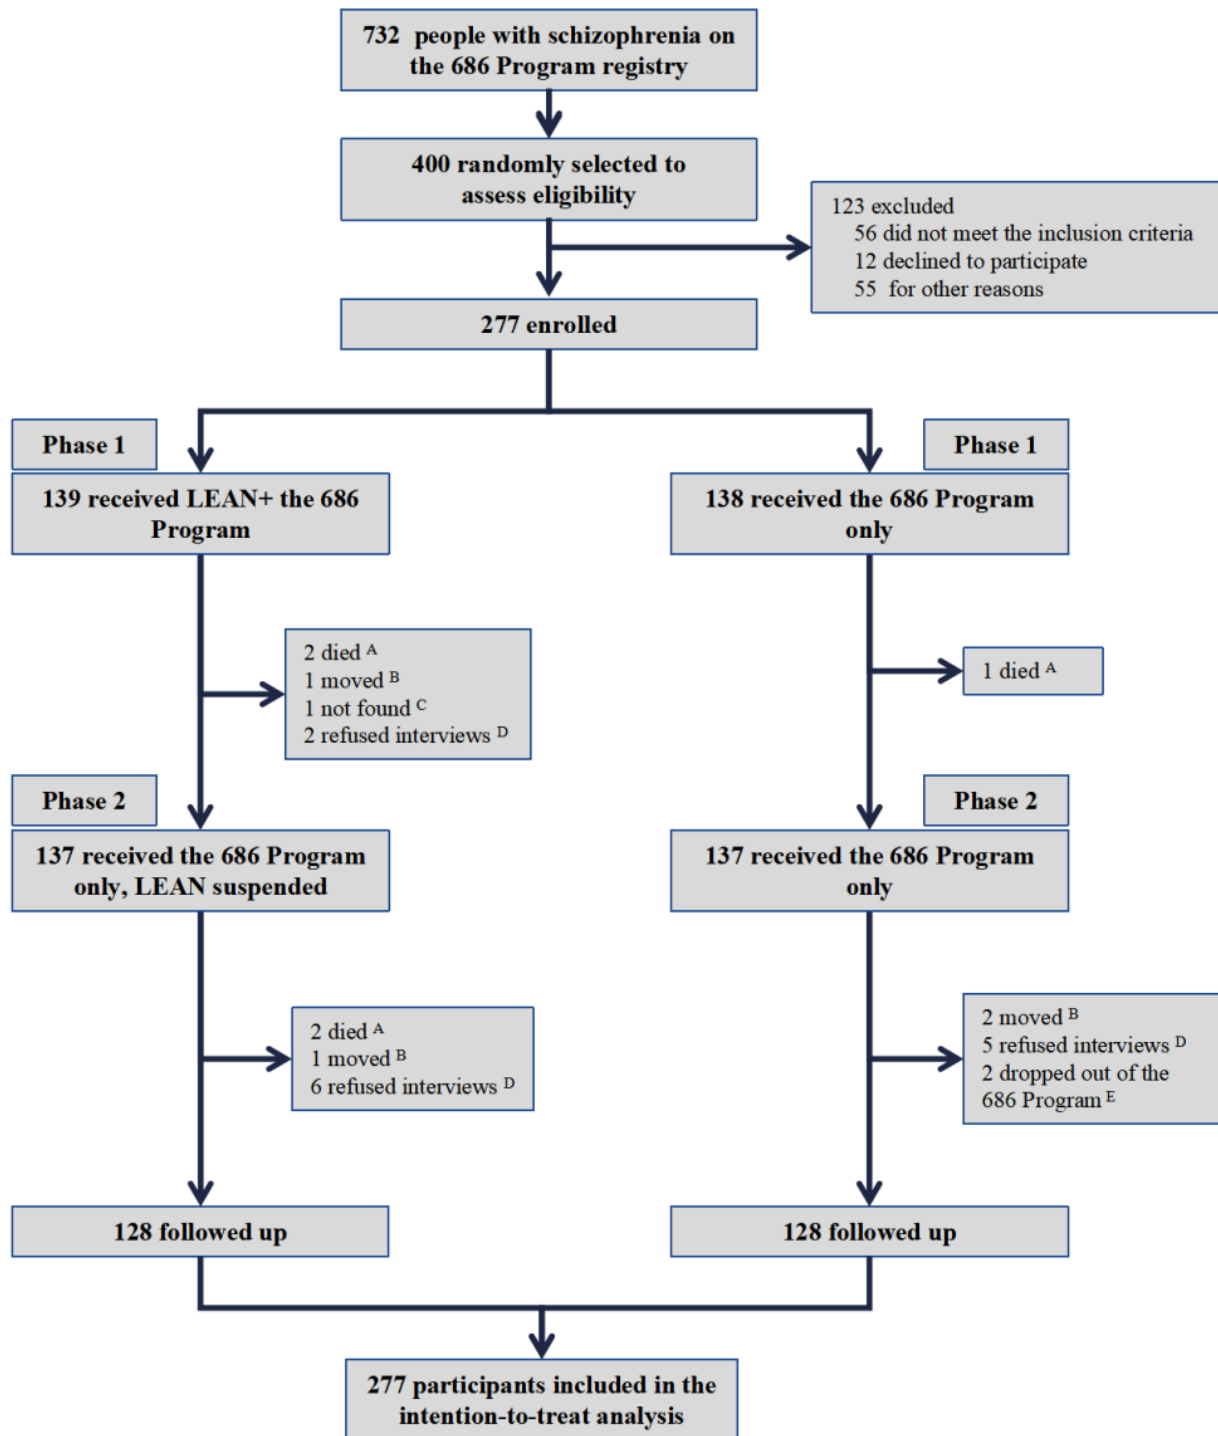 732 people with schizophrenia on
the 686 Program registry
400 randomly selected to
assess eligibility
123 excluded
56 did not meet the inclusion criteria
12 declined to participate
55 for other reasons
277 enrolled
Phase 1
139 received LEAN+ the 686
Program
Phase 1
138 received the 686 Program
only
2 died A
1 moved B
1 not found C
2 refused interviews D
1 died A
Phase 2
137 received the 686 Program
only, LEAN suspended
Phase 2
137 received the 686 Program
only
2 died A
1 moved B
6 refused interviews D
2 moved B
5 refused interviews D
2 dropped out of the
686 Program E
128 followed up
128 followed up
277 participants included in the
intention-to-treat analysis